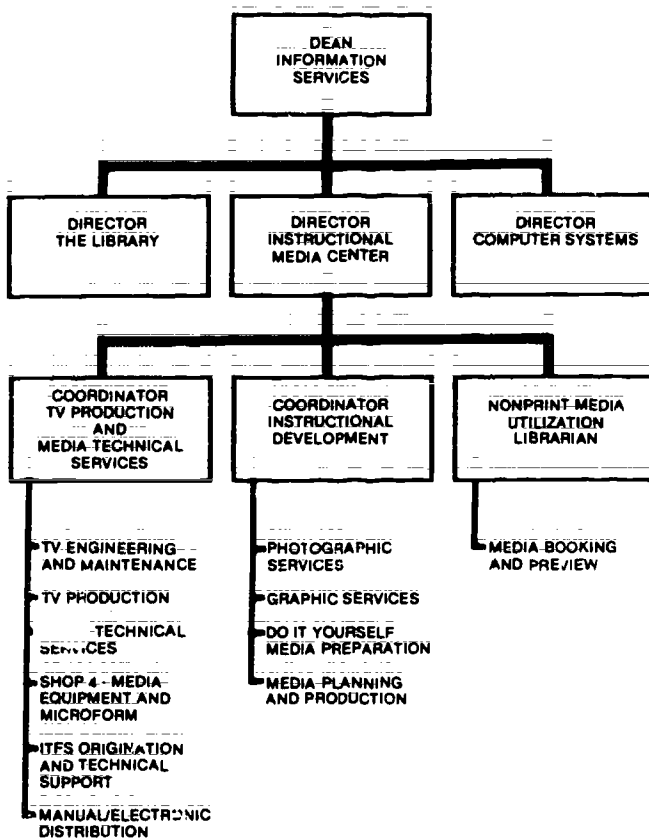 DEAN
INFORMATION
SERVICES
DIRECTOR
THE LIBRARY
DIRECTOR
INSTRUCTIONAL
MEDIA CENTER
DIRECTOR
COMPUTER SYSTEMS
COORDINATOR
TV PRODUCTION
AND
MEDIA TECHNICAL
SERVICES
COORDINATOR
INSTRUCTIONAL
DEVELOPMENT
NONPRINT MEDIA
UTILIZATION
LIBRARIAN
TV ENGINEERING
AND MAINTENANCE
TV PRODUCTION
TECHNICAL
SERVICES
SHOP 4 - MEDIA
EQUIPMENT AND
MICROFORM
ITFS ORIGINATION
AND TECHNICAL
SUPPORT
MANUAL/ELECTRONIC
DISTRIBUTION
PHOTOGRAPHIC
SERVICES
GRAPHIC SERVICES
DO IT YOURSELF
MEDIA PREPARATION
MEDIA PLANNING
AND PRODUCTION
MEDIA BOOKING
AND PREVIEW